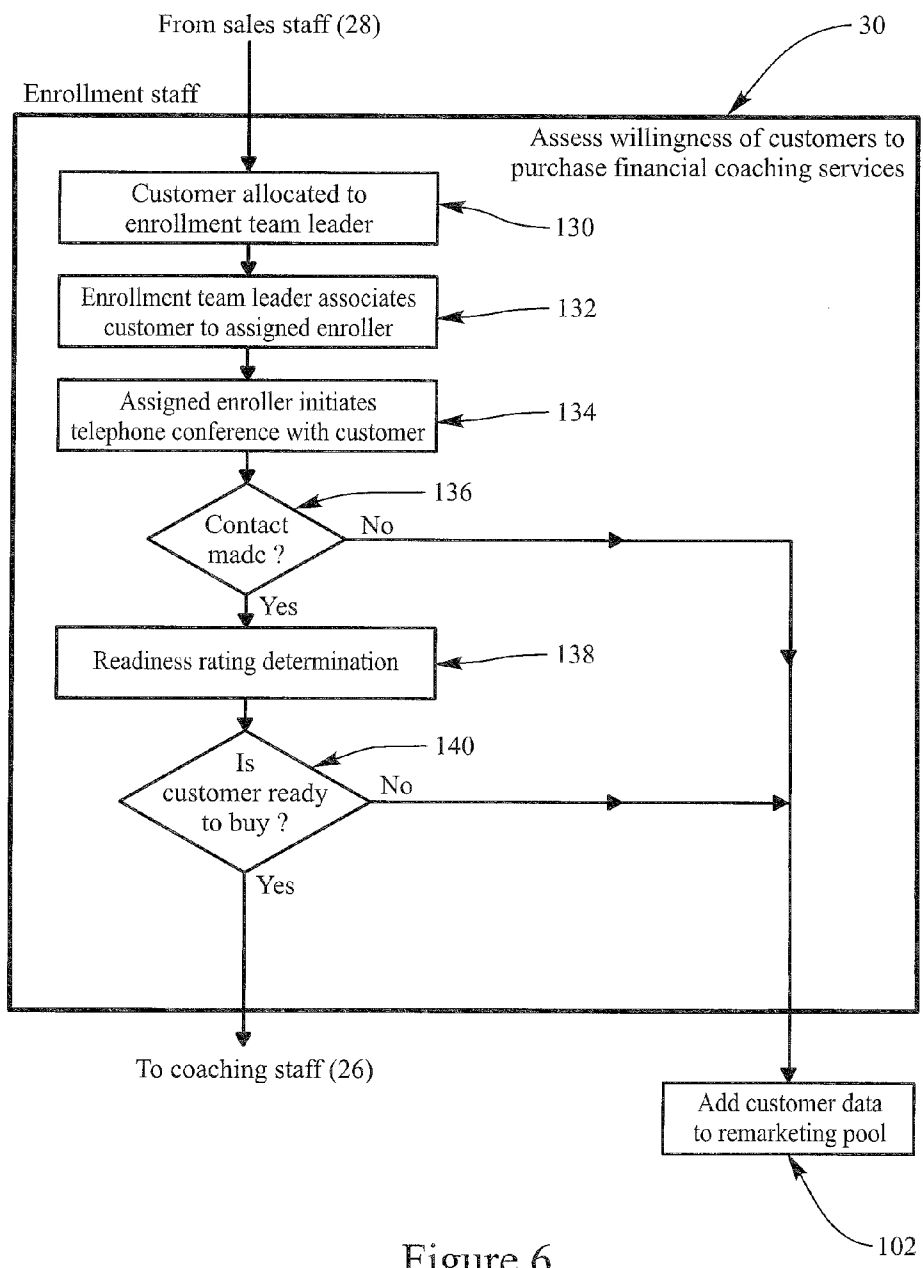 From sales staff (28)
30
Enrollment staff
Assess willingness of customers to
purchase financial coaching services
Customer allocated to
enrollment team leader
130
Enrollment team leader associates
customer to assigned enroller
132
Assigned enroller initiates
telephone conference with customer
134
136
Contact
made ?
No
Yes
Readiness rating determination
138
140
Is
customer ready
to buy ?
No
Yes
To coaching staff (26)
Add customer data
to remarketing pool
102
Figure 6